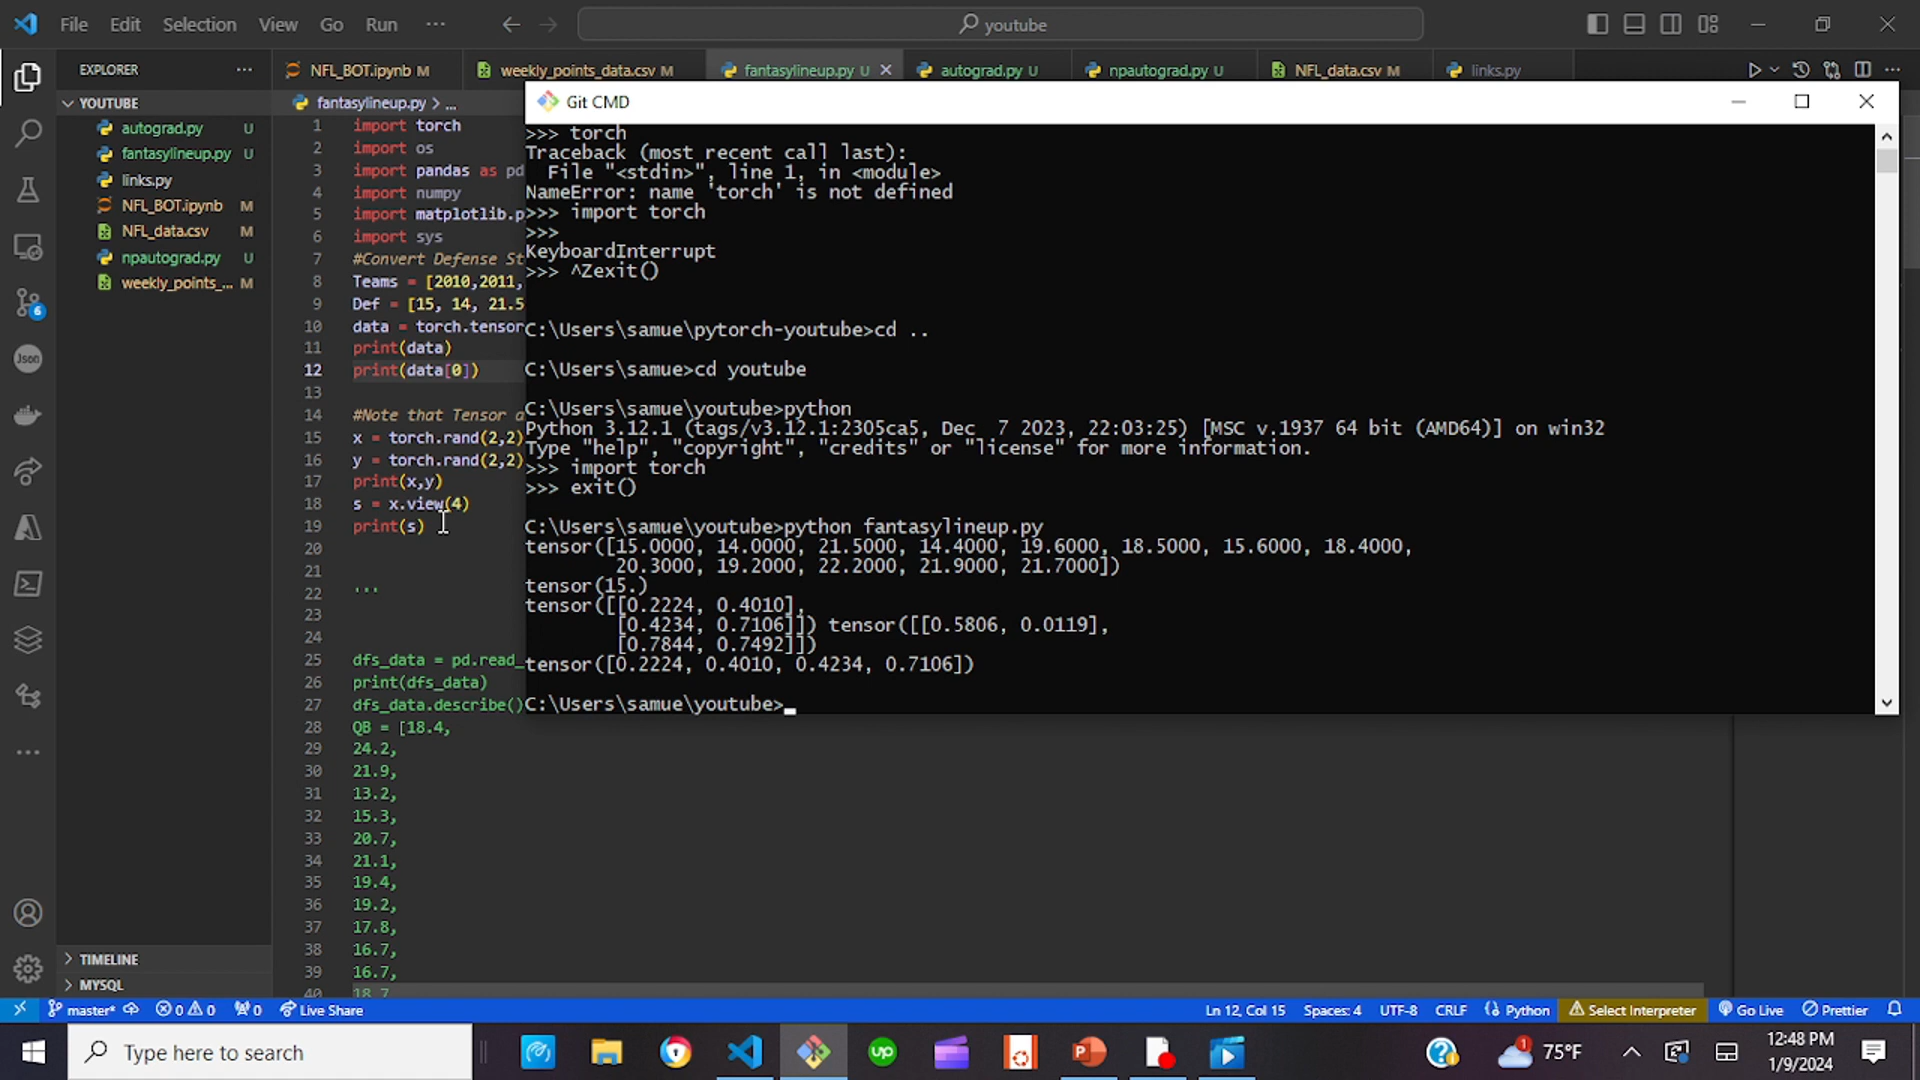 File Edit Selection View Go Run ··· youtube
EXPLORER ···
NFL_BOT.ipynb M weekly_points_data.csv M fantasylineup.py U autograd.py U npautograd.py U NFL_data.csv M links.py
YOUTUBE
autograd.py U
fantasylineup.py U
links.py
NFL_BOT.ipynb M
NFL_data.csv M
npautograd.py U
weekly_points_... M
6
Json
TIMELINE
MYSQL
fantasylineup.py > ...
1 import torch
2 import os
3 import pandas as pd
4 import numpy
5 import matplotlib.p
6 import sys
7 #Convert Defense St
8 Teams = [2010,2011,
9 Def = [15, 14, 21.5
10 data = torch.tensor
11 print(data)
12 print(data[0])
13
14 #Note that Tensor a
15 x = torch.rand(2,2)
16 y = torch.rand(2,2)
17 print(x,y)
18 s = x.view(4)
19 print(s)
20
21
22 '''
23
24
25 dfs_data = pd.read_
26 print(dfs_data)
27 dfs_data.describe()
28 QB = [18.4,
29 24.2,
30 21.9,
31 13.2,
32 15.3,
33 20.7,
34 21.1,
35 19.4,
36 19.2,
37 17.8,
38 16.7,
39 16.7,
40 18.7
Git CMD
>>> torch
Traceback (most recent call last):
  File "<stdin>", line 1, in <module>
NameError: name 'torch' is not defined
>>> import torch
>>>
KeyboardInterrupt
>>> ^Zexit()
C:\Users\samue\pytorch-youtube>cd ..
C:\Users\samue>cd youtube
C:\Users\samue\youtube>python
Python 3.12.1 (tags/v3.12.1:2305ca5, Dec  7 2023, 22:03:25) [MSC v.1937 64 bit (AMD64)] on win32
Type "help", "copyright", "credits" or "license" for more information.
>>> import torch
>>> exit()
C:\Users\samue\youtube>python fantasylineup.py
tensor([15.0000, 14.0000, 21.5000, 14.4000, 19.6000, 18.5000, 15.6000, 18.4000,
        20.3000, 19.2000, 22.2000, 21.9000, 21.7000])
tensor(15.)
tensor([[0.2224, 0.4010],
        [0.4234, 0.7106]]) tensor([[0.5806, 0.0119],
        [0.7844, 0.7492]])
tensor([0.2224, 0.4010, 0.4234, 0.7106])
C:\Users\samue\youtube>
master* 0 0 0 Live Share Ln 12, Col 15 Spaces: 4 UTF-8 CRLF Python Select Interpreter Go Live Prettier
Type here to search up P 1 75°F 12:48 PM
1/9/2024